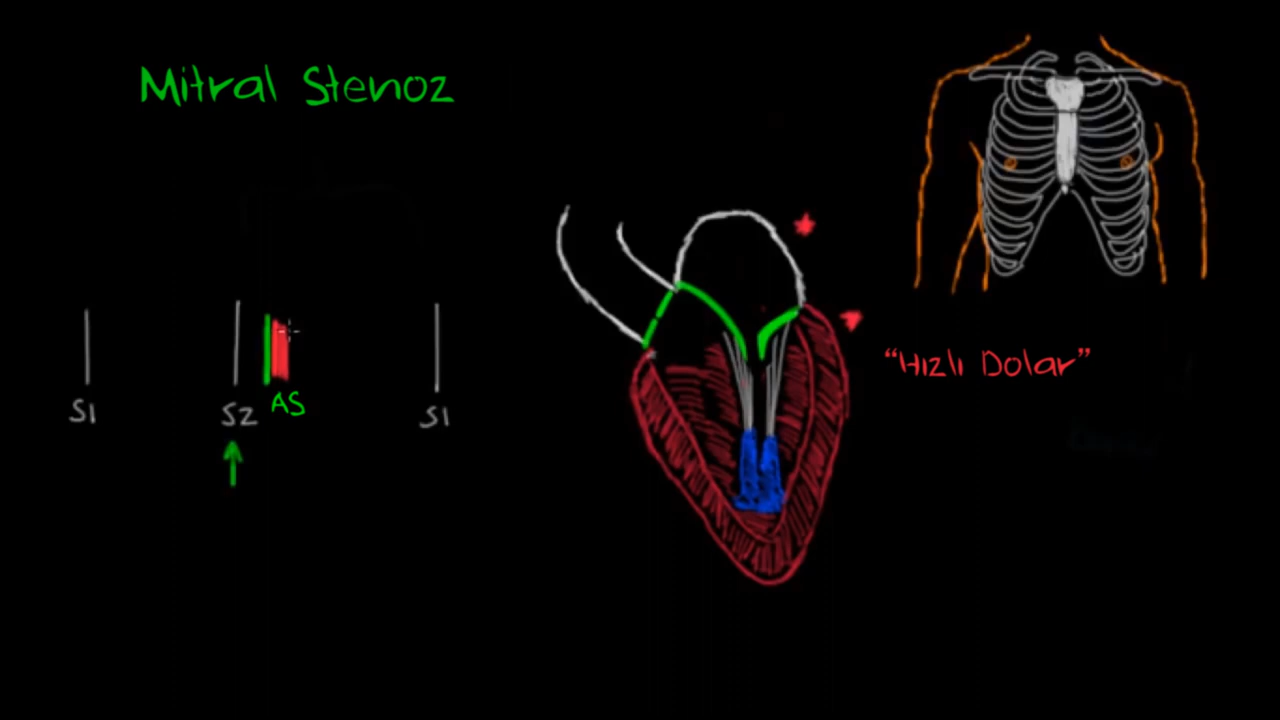 Mitral Stenoz
"Hızlı Dolar"
S1
S2
AS
S1